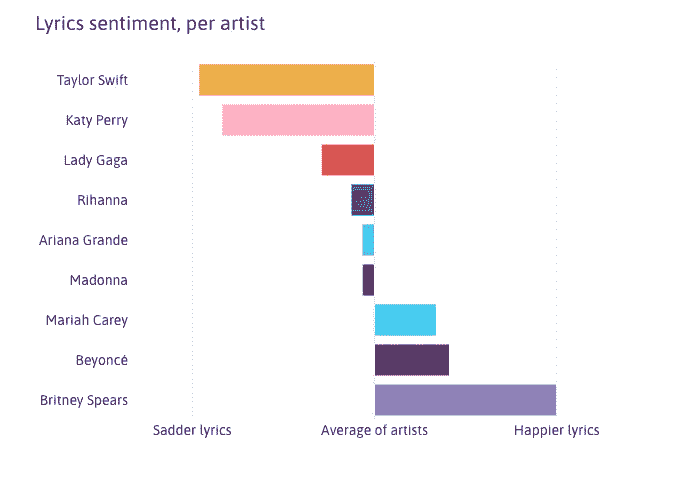 Lyrics sentiment, per artist
Taylor Swift
Katy Perry
Lady Gaga
Rihanna
Ariana Grande
Madonna
Mariah Carey
Beyoncé
Britney Spears
Sadder lyrics Average of artists Happier lyrics